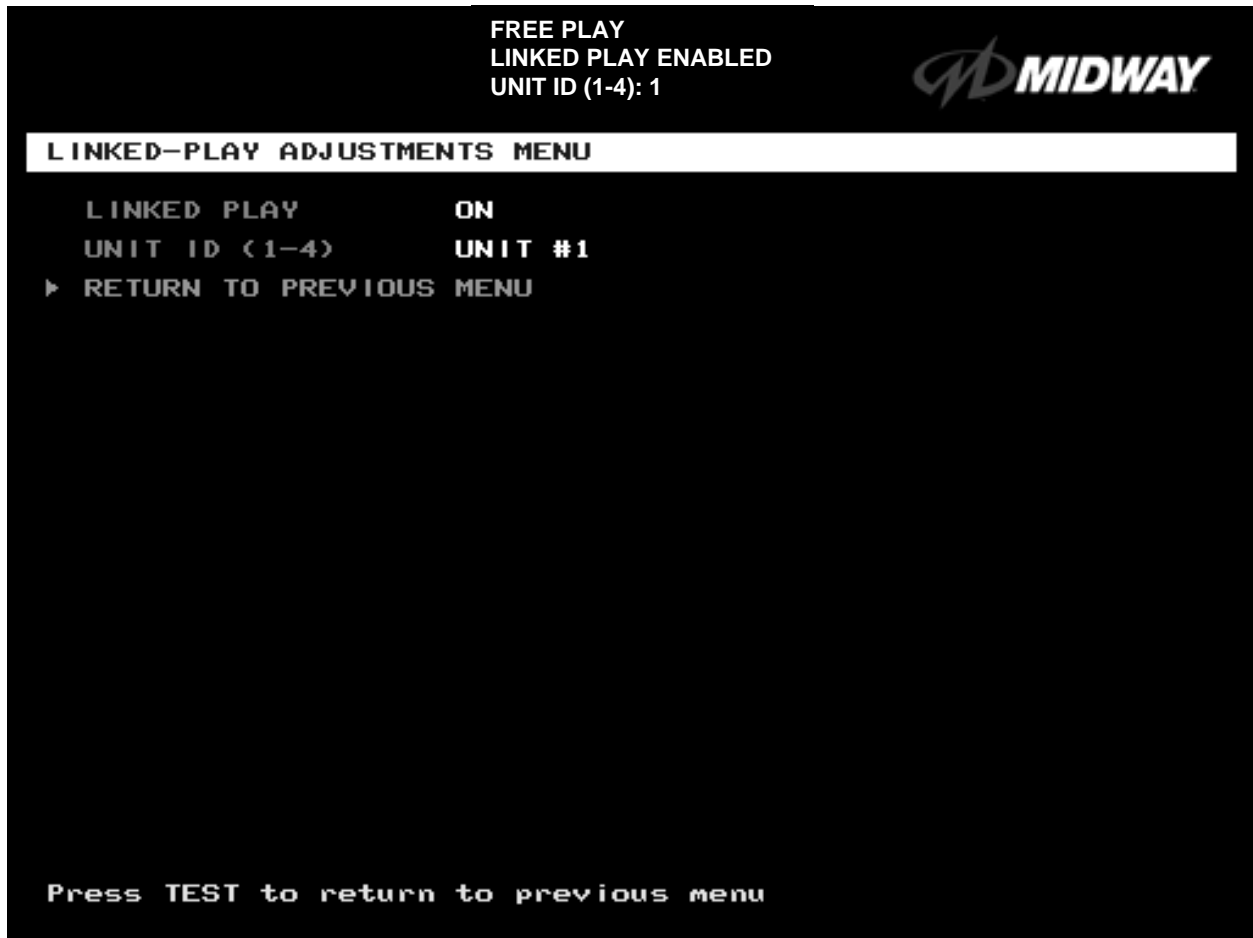 FREE PLAY
LINKED PLAY ENABLED
UNIT ID (1-4): 1
MIDWAY
LINKED-PLAY ADJUSTMENTS MENU
LINKED PLAY ON
UNIT ID (1-4) UNIT #1
RETURN TO PREVIOUS MENU
Press TEST to return to previous menu